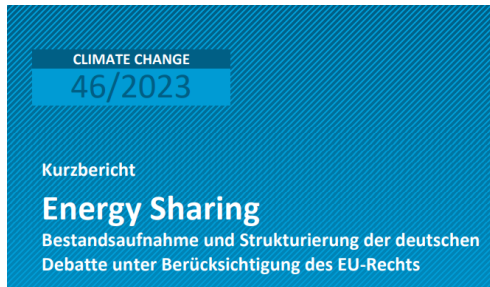 CLIMATE CHANGE
46/2023
Kurzbericht
Energy Sharing
Bestandsaufnahme und Strukturierung der deutschen
Debatte unter Berücksichtigung des EU-Rechts